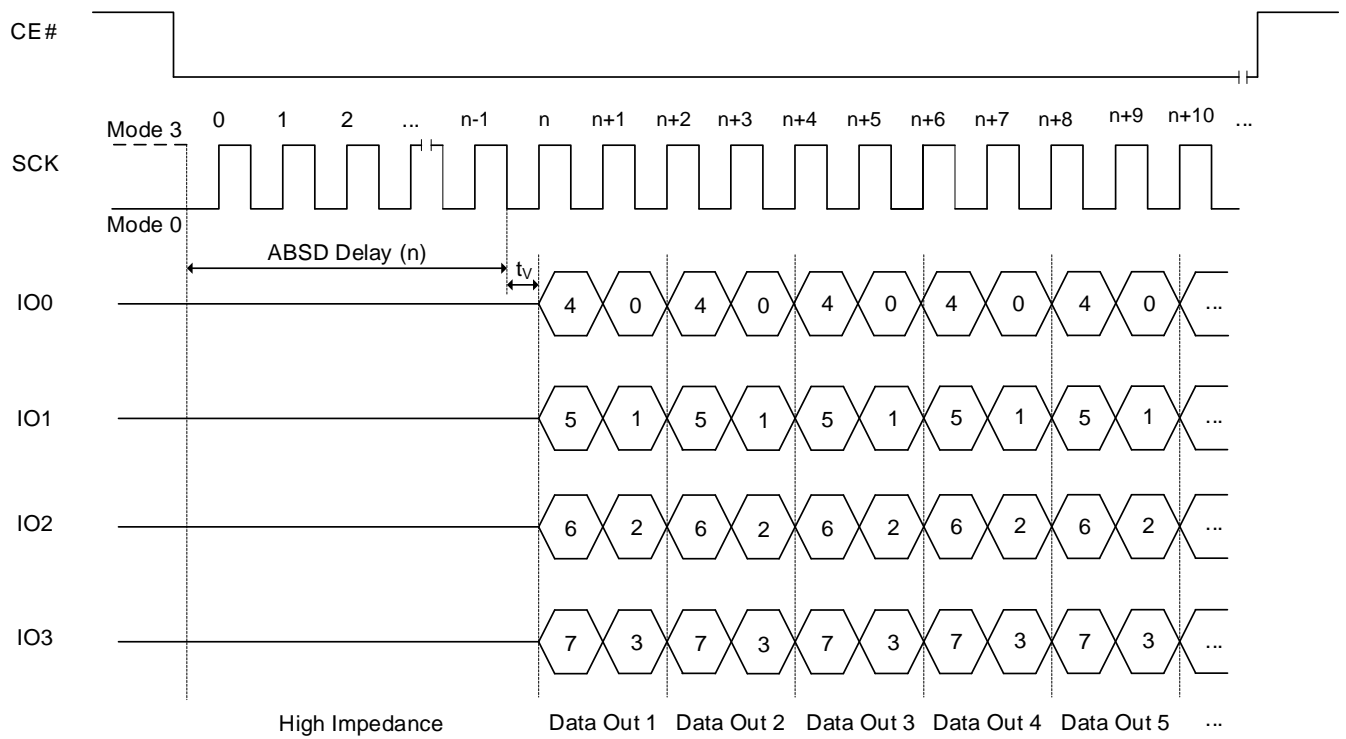 CE#
0 1 2 ... n-1 n n+1 n+2 n+3 n+4 n+5 n+6 n+7 n+8 n+9 n+10 ...
Mode 3
SCK
Mode 0
ABSD Delay (n)
tV
IO0 4 0 4 0 4 0 4 0 4 0 ...
IO1 5 1 5 1 5 1 5 1 5 1 ...
IO2 6 2 6 2 6 2 6 2 6 2 ...
IO3 7 3 7 3 7 3 7 3 7 3 ...
High Impedance Data Out 1 Data Out 2 Data Out 3 Data Out 4 Data Out 5 ...